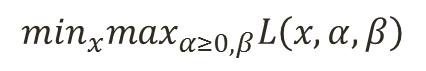 min_x max_{α≥0,β} L(x, α, β)